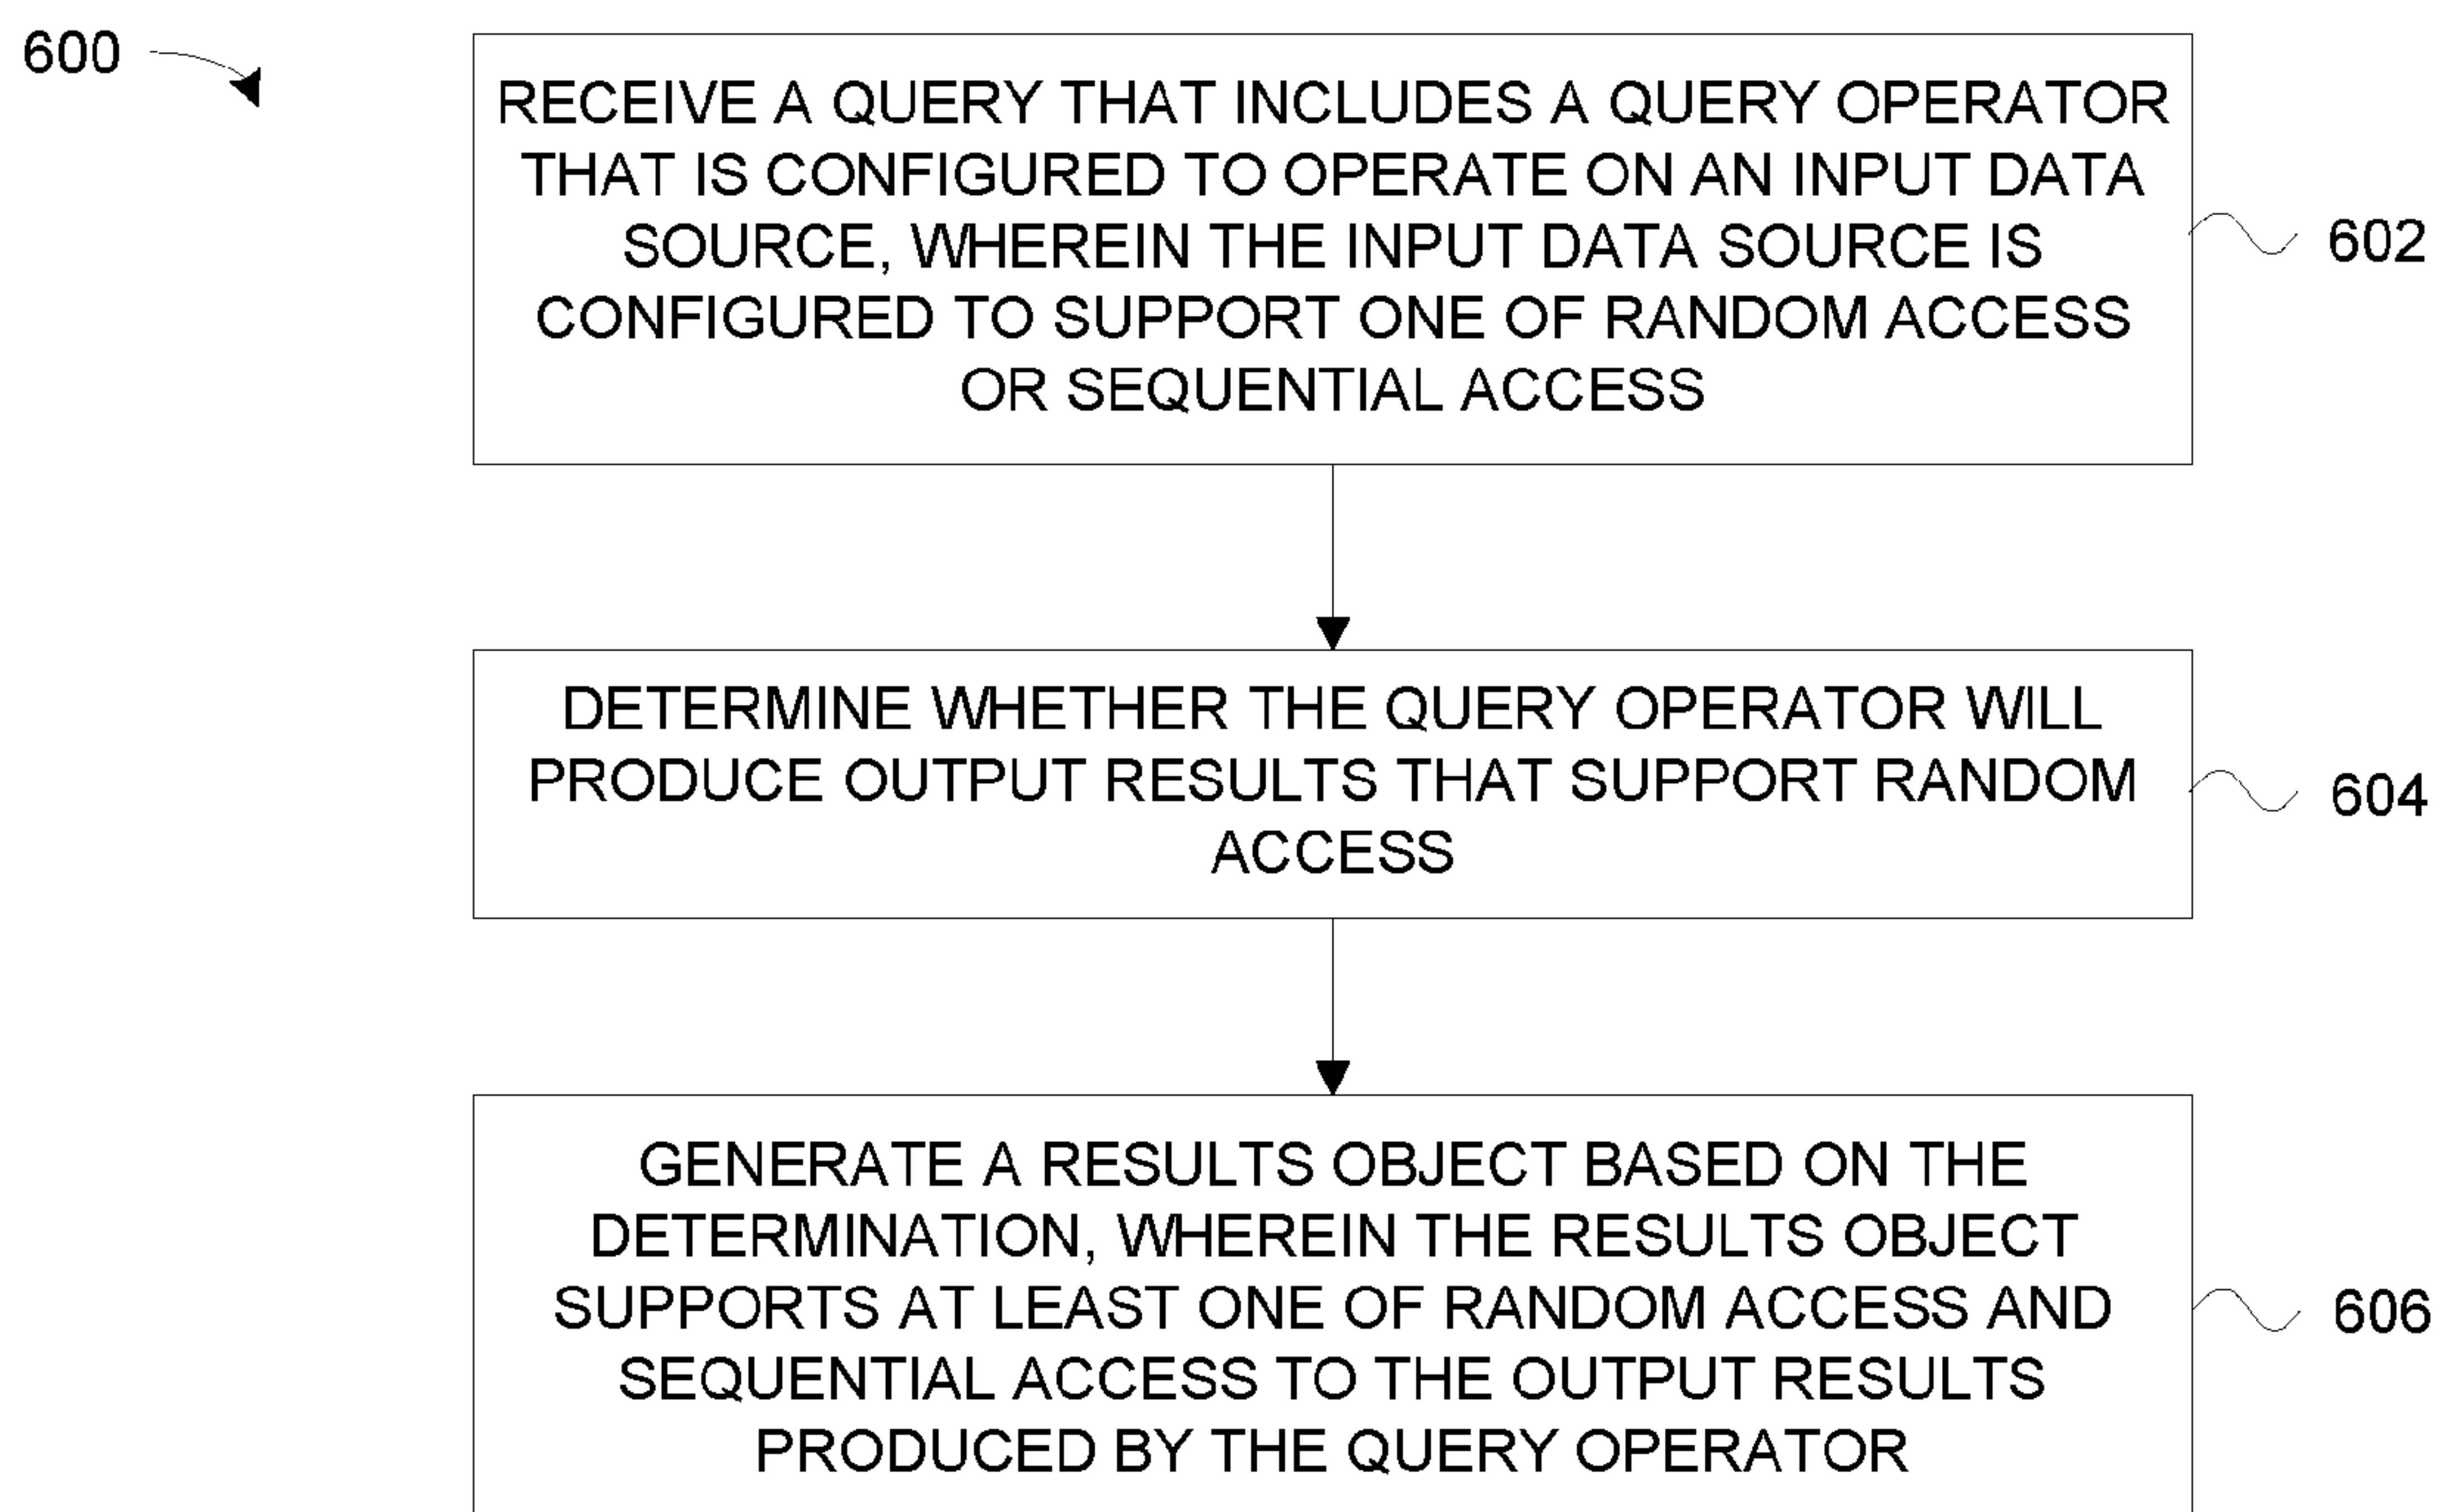 600
RECEIVE A QUERY THAT INCLUDES A QUERY OPERATOR
THAT IS CONFIGURED TO OPERATE ON AN INPUT DATA
SOURCE, WHEREIN THE INPUT DATA SOURCE IS
CONFIGURED TO SUPPORT ONE OF RANDOM ACCESS
OR SEQUENTIAL ACCESS
602
DETERMINE WHETHER THE QUERY OPERATOR WILL
PRODUCE OUTPUT RESULTS THAT SUPPORT RANDOM
ACCESS
604
GENERATE A RESULTS OBJECT BASED ON THE
DETERMINATION, WHEREIN THE RESULTS OBJECT
SUPPORTS AT LEAST ONE OF RANDOM ACCESS AND
SEQUENTIAL ACCESS TO THE OUTPUT RESULTS
PRODUCED BY THE QUERY OPERATOR
606